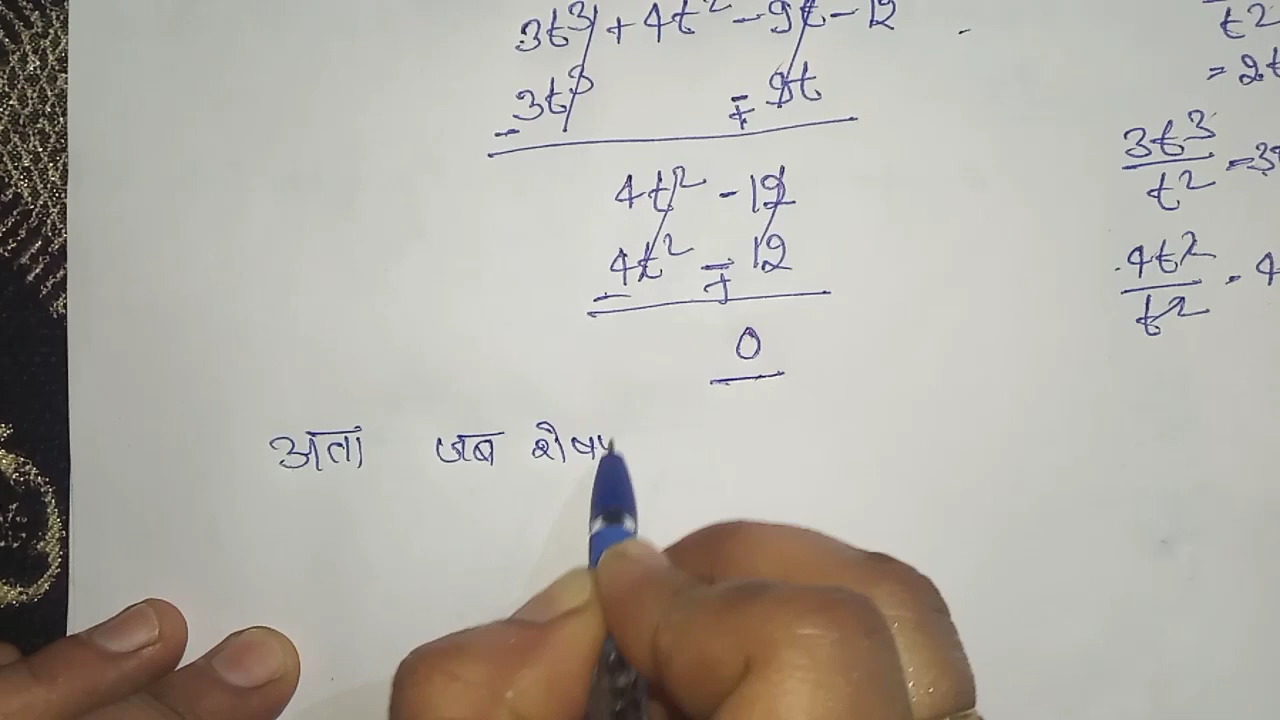 3t³ + 4t² - 9t - 12
3t³ - 9t
- +
4t² - 12
4t² - 12
- +
0
अतः जब शेषफ
t²
= 2t
3t³
t²
= 3
4t²
t²
= 4